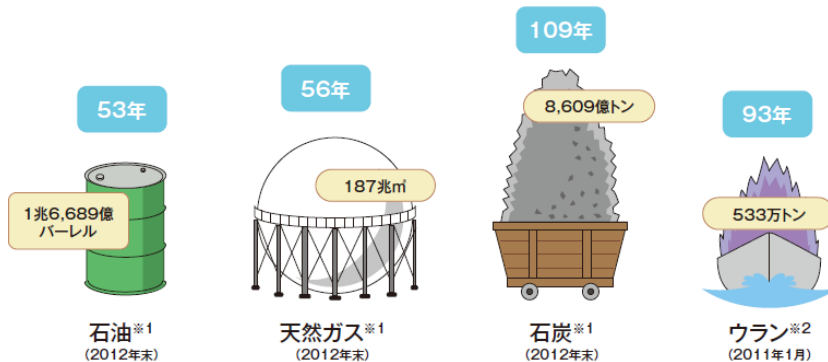 53年
1兆6,689億
バーレル
石油※1
(2012年末)
56年
187兆㎥
天然ガス※1
(2012年末)
109年
8,609億トン
石炭※1
(2012年末)
93年
533万トン
ウラン※2
(2011年1月)